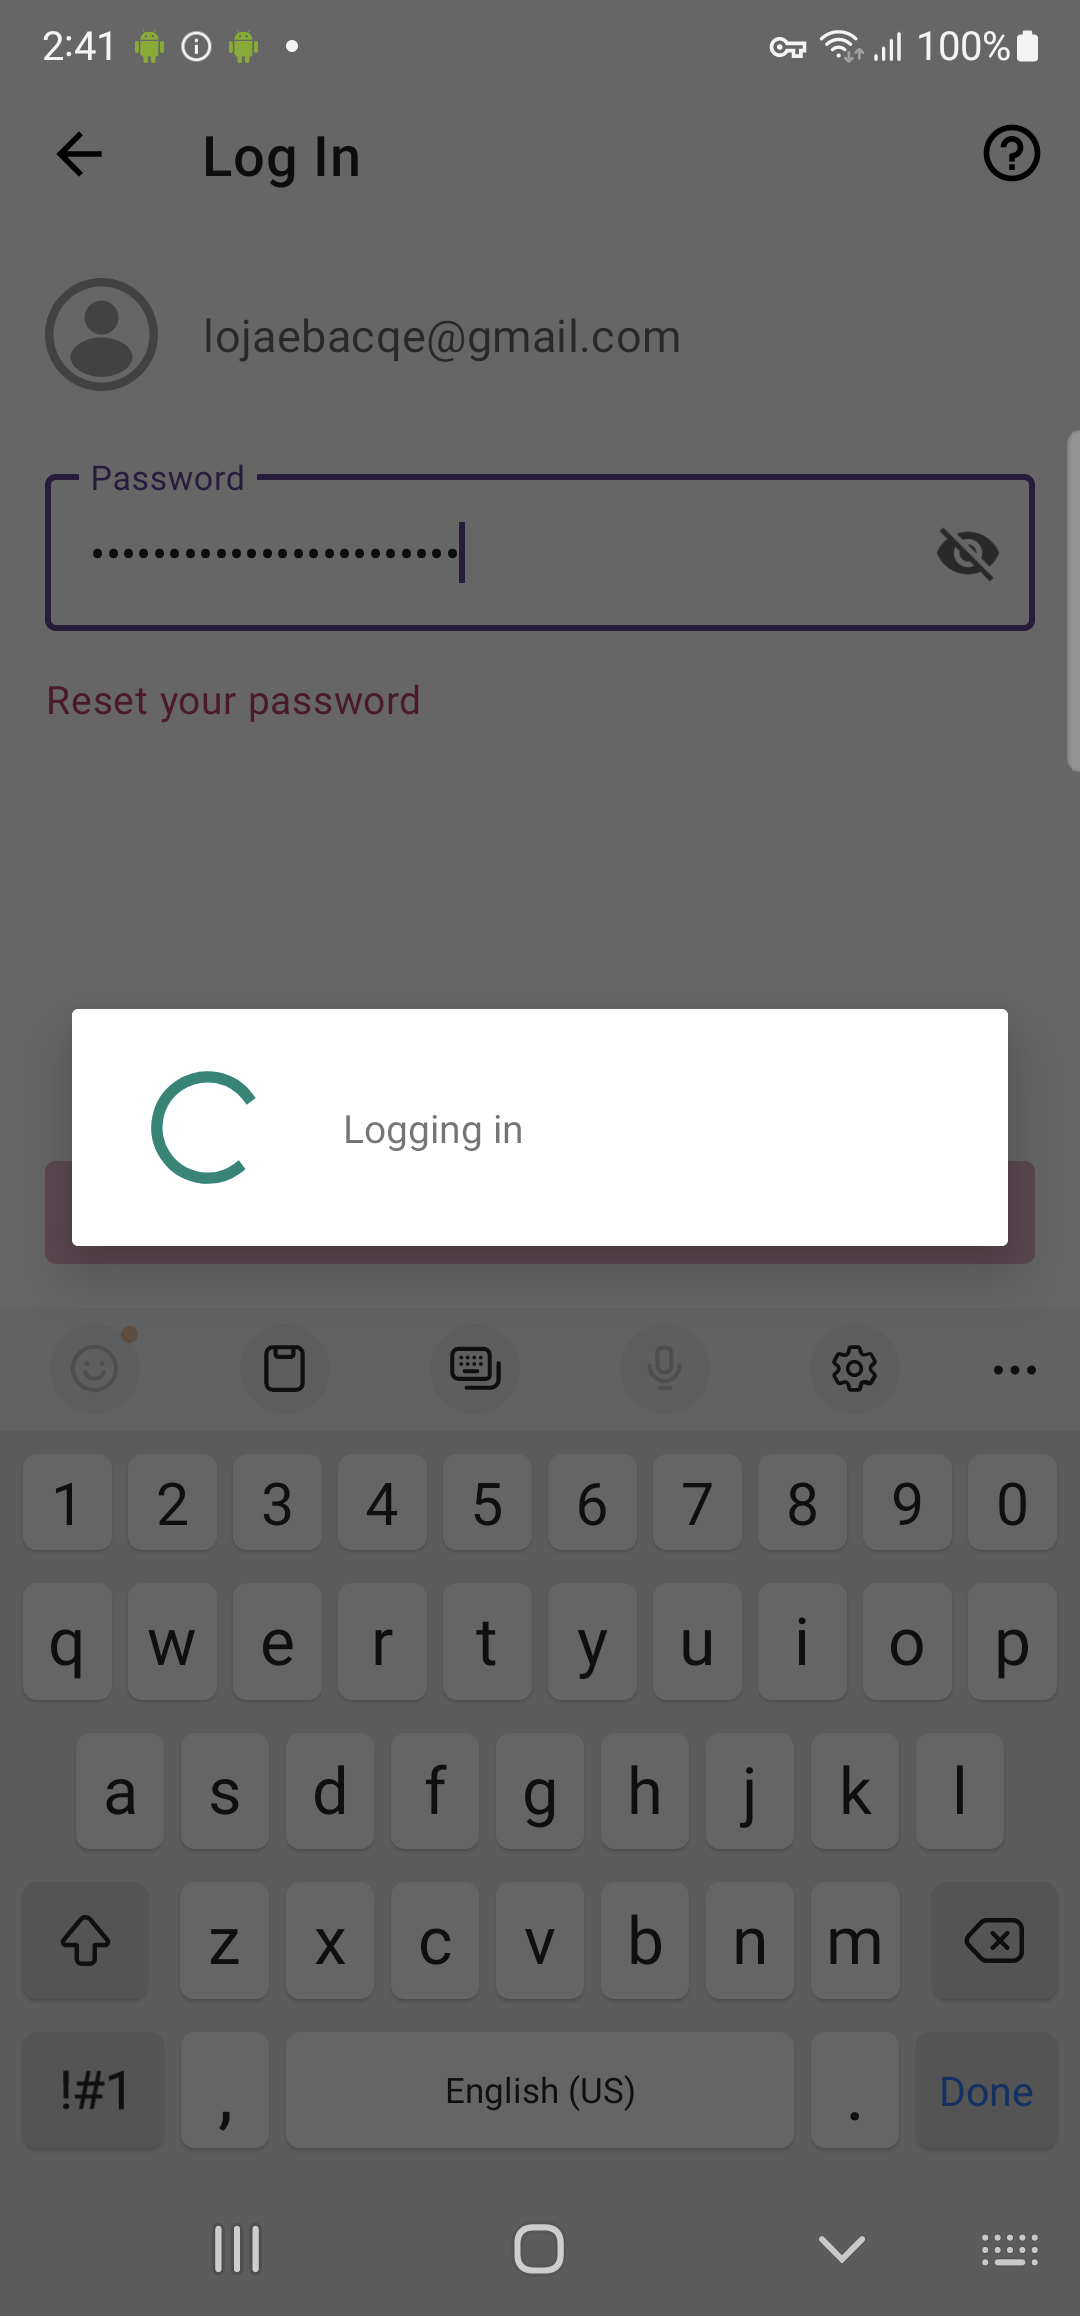 2:41
100%
Log In
lojaebacqe@gmail.com
Password
••••••••••••••••••••••••
Reset your password
Logging in
1 2 3 4 5 6 7 8 9 0
q w e r t y u i o p
a s d f g h j k l
z x c v b n m
!#1 , English (US) . Done